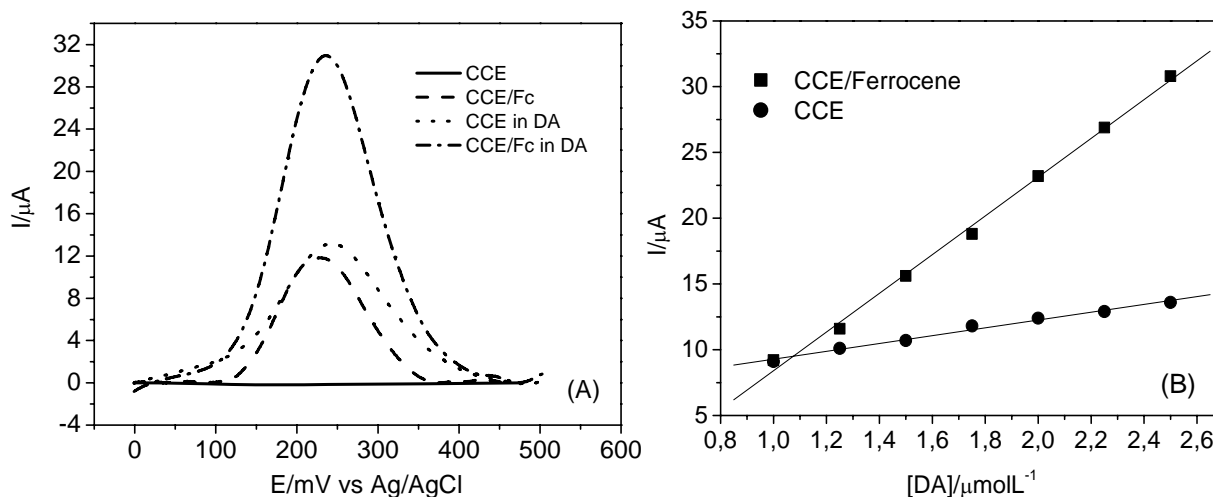 32
28
24
20
16
12
8
4
0
-4
I/μA
0 100 200 300 400 500 600
E/mV vs Ag/AgCl
CCE
CCE/Fc
CCE in DA
CCE/Fc in DA
(A)
35
30
25
20
15
10
5
I/μA
0,8 1,0 1,2 1,4 1,6 1,8 2,0 2,2 2,4 2,6
[DA]/μmolL⁻¹
CCE/Ferrocene
CCE
(B)